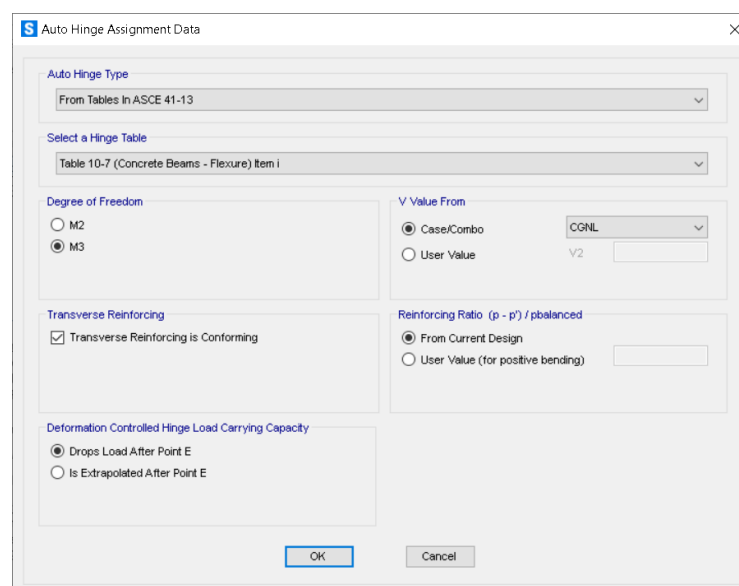 S Auto Hinge Assignment Data
Auto Hinge Type
From Tables In ASCE 41-13
Select a Hinge Table
Table 10-7 (Concrete Beams - Flexure) Item i
Degree of Freedom
M2
M3
V Value From
Case/Combo CGNL
User Value V2
Transverse Reinforcing
Transverse Reinforcing is Conforming
Reinforcing Ratio (p - p') / pbalanced
From Current Design
User Value (for positive bending)
Deformation Controlled Hinge Load Carrying Capacity
Drops Load After Point E
Is Extrapolated After Point E
OK Cancel